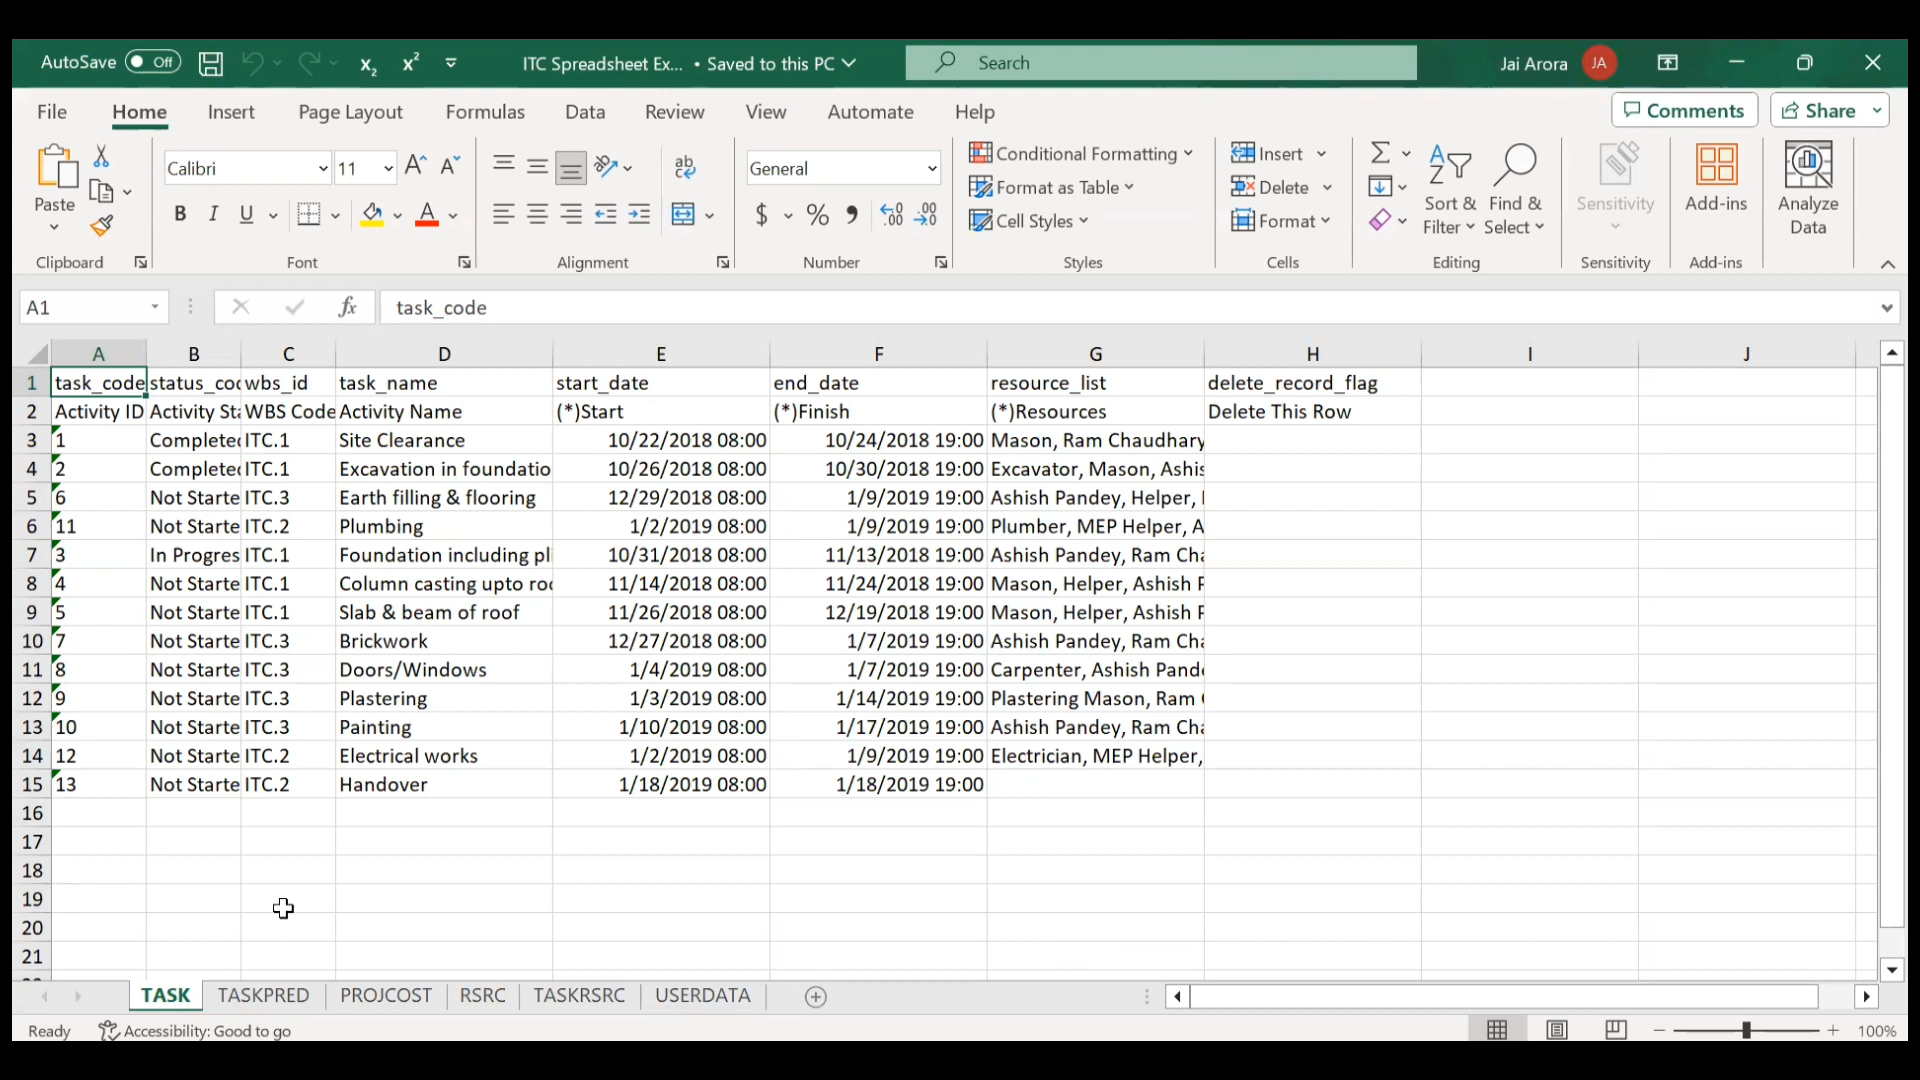 AutoSave Off x₂ x² ITC Spreadsheet Ex... • Saved to this PC Search Jai Arora JA
File Home Insert Page Layout Formulas Data Review View Automate Help Comments Share
Calibri 11 ab General Conditional Formatting Insert
Format as Table Delete
Paste B I U A $ % Cell Styles Format Sort & Filter Find & Select Sensitivity Add-ins Analyze Data
Clipboard Font Alignment Number Styles Cells Editing Sensitivity Add-ins
A1 fx task_code
A B C D E F G H I J
1 task_code status_co wbs_id task_name start_date end_date resource_list delete_record_flag
2 Activity ID Activity Sta WBS Code Activity Name (*)Start (*)Finish (*)Resources Delete This Row
3 1 Completed ITC.1 Site Clearance 10/22/2018 08:00 10/24/2018 19:00 Mason, Ram Chaudhary
4 2 Completed ITC.1 Excavation in foundatio 10/26/2018 08:00 10/30/2018 19:00 Excavator, Mason, Ashis
5 6 Not Starte ITC.3 Earth filling & flooring 12/29/2018 08:00 1/9/2019 19:00 Ashish Pandey, Helper,
6 11 Not Starte ITC.2 Plumbing 1/2/2019 08:00 1/9/2019 19:00 Plumber, MEP Helper, A
7 3 In Progres ITC.1 Foundation including pli 10/31/2018 08:00 11/13/2018 19:00 Ashish Pandey, Ram Cha
8 4 Not Starte ITC.1 Column casting upto roo 11/14/2018 08:00 11/24/2018 19:00 Mason, Helper, Ashish P
9 5 Not Starte ITC.1 Slab & beam of roof 11/26/2018 08:00 12/19/2018 19:00 Mason, Helper, Ashish P
10 7 Not Starte ITC.3 Brickwork 12/27/2018 08:00 1/7/2019 19:00 Ashish Pandey, Ram Cha
11 8 Not Starte ITC.3 Doors/Windows 1/4/2019 08:00 1/7/2019 19:00 Carpenter, Ashish Pande
12 9 Not Starte ITC.3 Plastering 1/3/2019 08:00 1/14/2019 19:00 Plastering Mason, Ram
13 10 Not Starte ITC.3 Painting 1/10/2019 08:00 1/17/2019 19:00 Ashish Pandey, Ram Cha
14 12 Not Starte ITC.2 Electrical works 1/2/2019 08:00 1/9/2019 19:00 Electrician, MEP Helper,
15 13 Not Starte ITC.2 Handover 1/18/2019 08:00 1/18/2019 19:00
16
17
18
19
20
21
TASK TASKPRED PROJCOST RSRC TASKRSRC USERDATA
Ready Accessibility: Good to go 100%